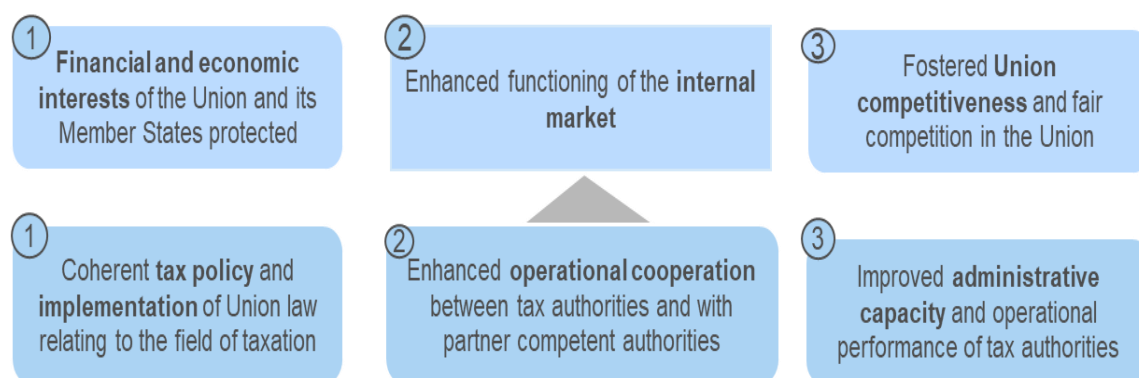 1
Financial and economic
interests of the Union and its
Member States protected
2
Enhanced functioning of the internal
market
3
Fostered Union
competitiveness and fair
competition in the Union
1
Coherent tax policy and
implementation of Union law
relating to the field of taxation
2
Enhanced operational cooperation
between tax authorities and with
partner competent authorities
3
Improved administrative
capacity and operational
performance of tax authorities